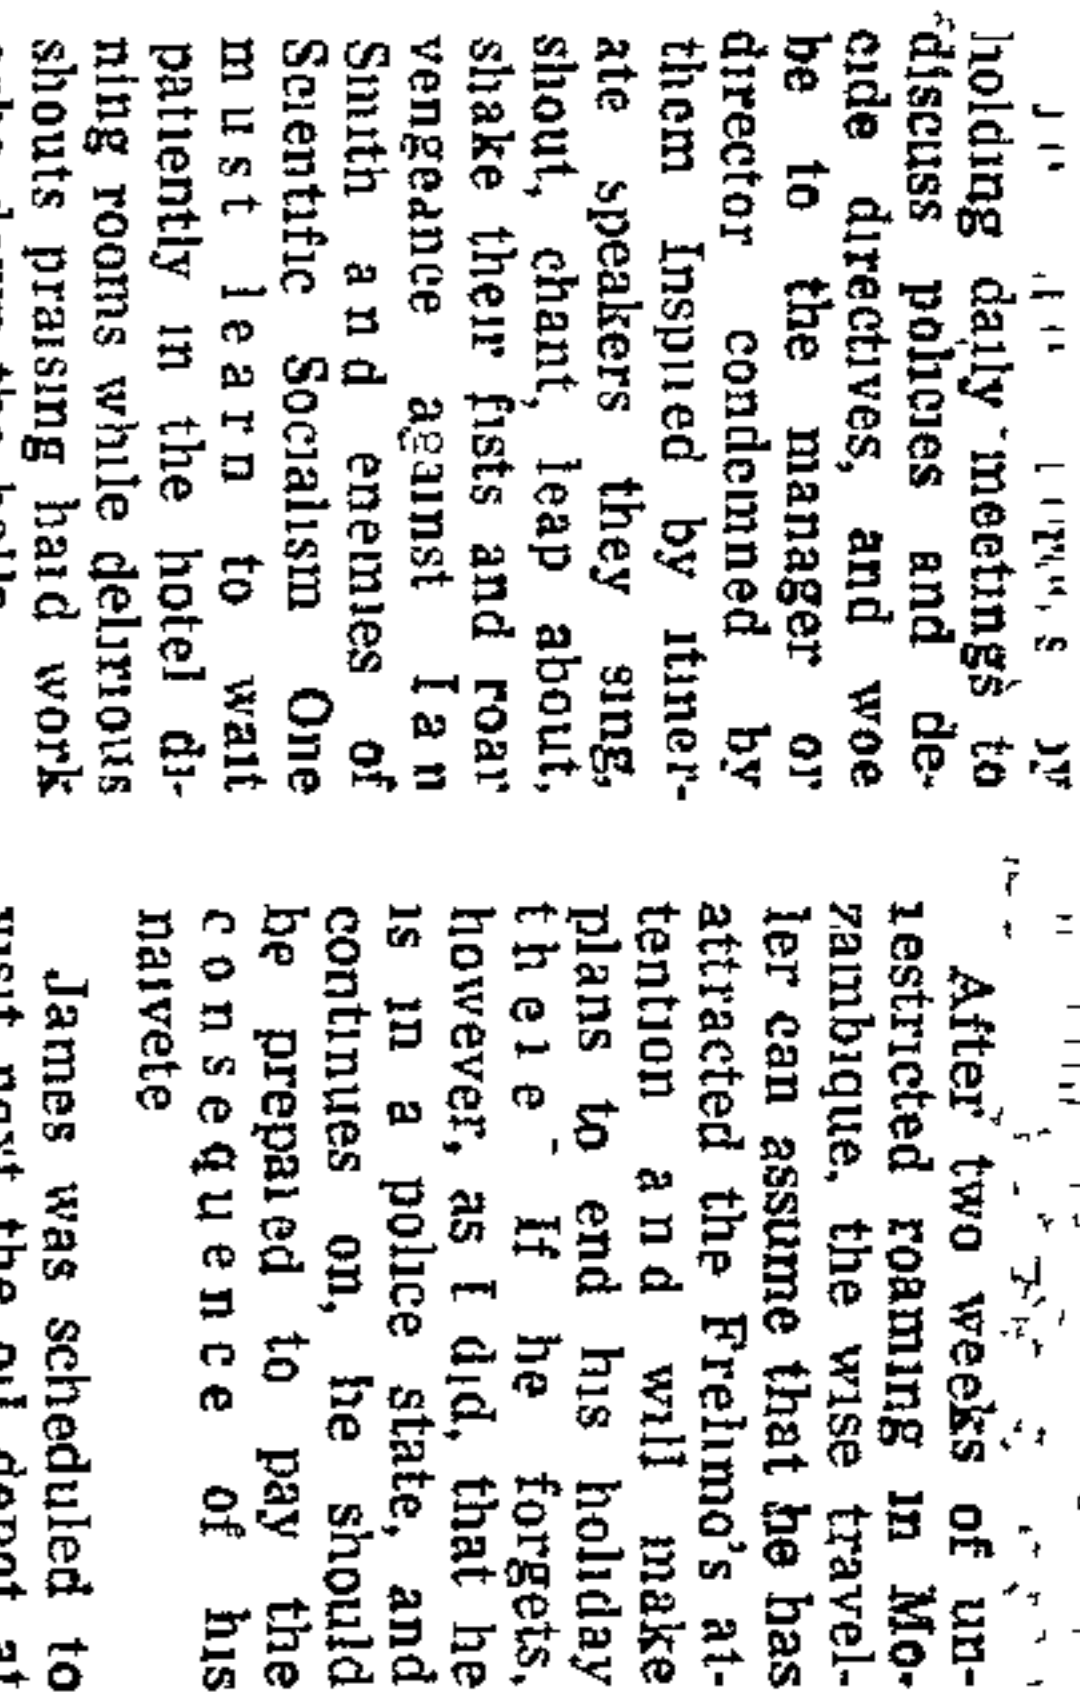 holding daily meetings to
discuss policies and de-
cide directives, and woe
be to the manager or
director condemned by
them Inspired by itiner-
ate speakers they sing,
shout, chant, leap about,
shake their fists and roar
vengeance against Ian
Smith and enemies of
Scientific Socialism One
must learn to wait
patiently in the hotel di-
ning rooms while delirious
shouts praising hard work
After two weeks of un-
restricted roaming in Mo-
zambique, the wise travel-
ler can assume that he has
attracted the Frelimo's at-
tention and will make
plans to end his holiday
there If he forgets,
however, as I did, that he
is in a police state, and
continues on, he should
be prepared to pay the
consequence of his
naivete
James was scheduled to